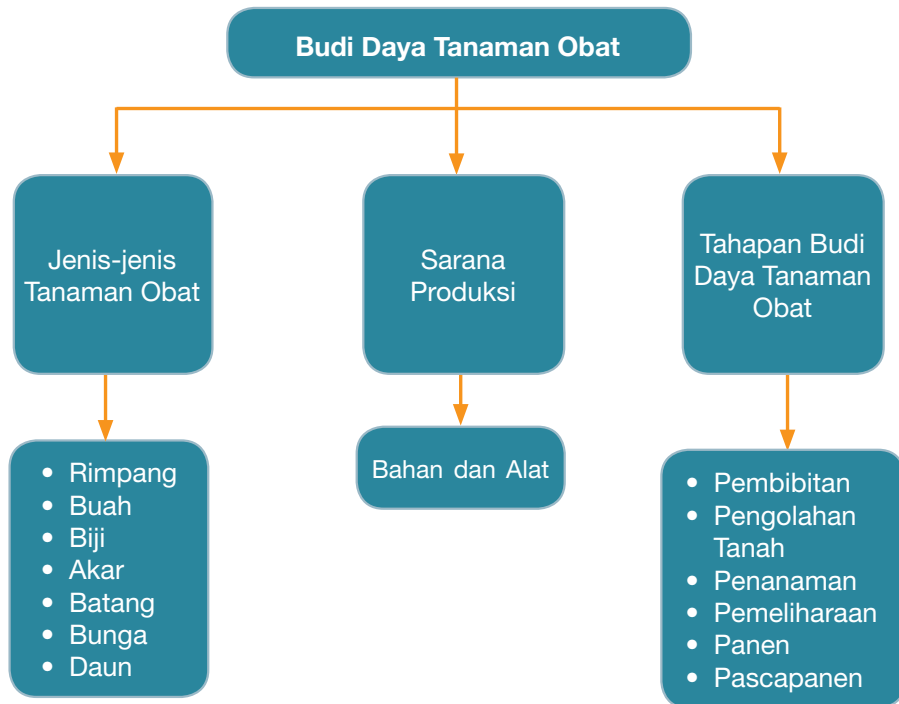 Budi Daya Tanaman Obat
Jenis-jenis
Tanaman Obat
Sarana
Produksi
Tahapan Budi
Daya Tanaman
Obat
• Rimpang
• Buah
• Biji
• Akar
• Batang
• Bunga
• Daun
Bahan dan Alat
• Pembibitan
• Pengolahan
Tanah
• Penanaman
• Pemeliharaan
• Panen
• Pascapanen